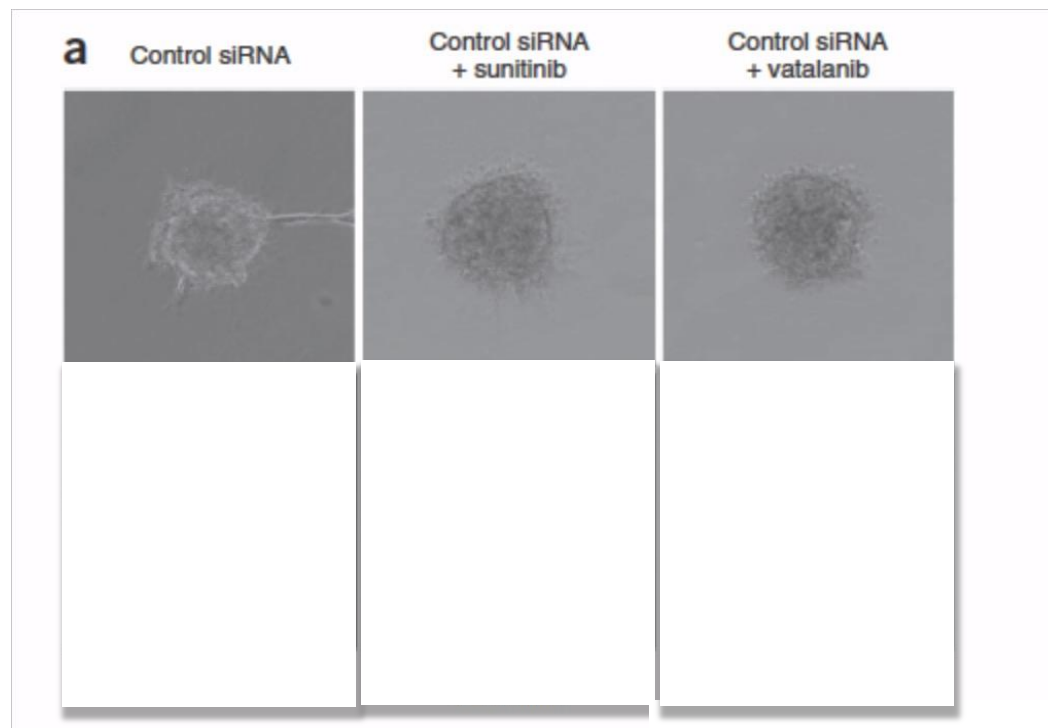 a
Control siRNA
Control siRNA
+ sunitinib
Control siRNA
+ vatalanib